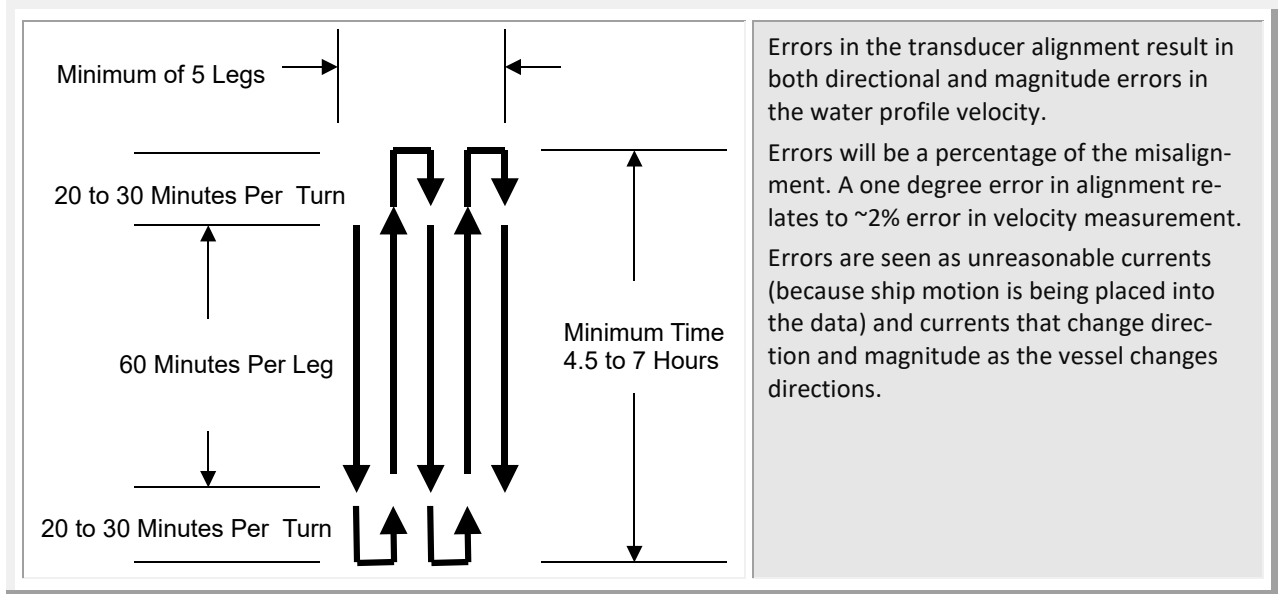 Minimum of 5 Legs
20 to 30 Minutes Per Turn
60 Minutes Per Leg
20 to 30 Minutes Per Turn
Minimum Time
4.5 to 7 Hours
Errors in the transducer alignment result in
both directional and magnitude errors in
the water profile velocity.
Errors will be a percentage of the misalign-
ment. A one degree error in alignment re-
lates to ~2% error in velocity measurement.
Errors are seen as unreasonable currents
(because ship motion is being placed into
the data) and currents that change direc-
tion and magnitude as the vessel changes
directions.